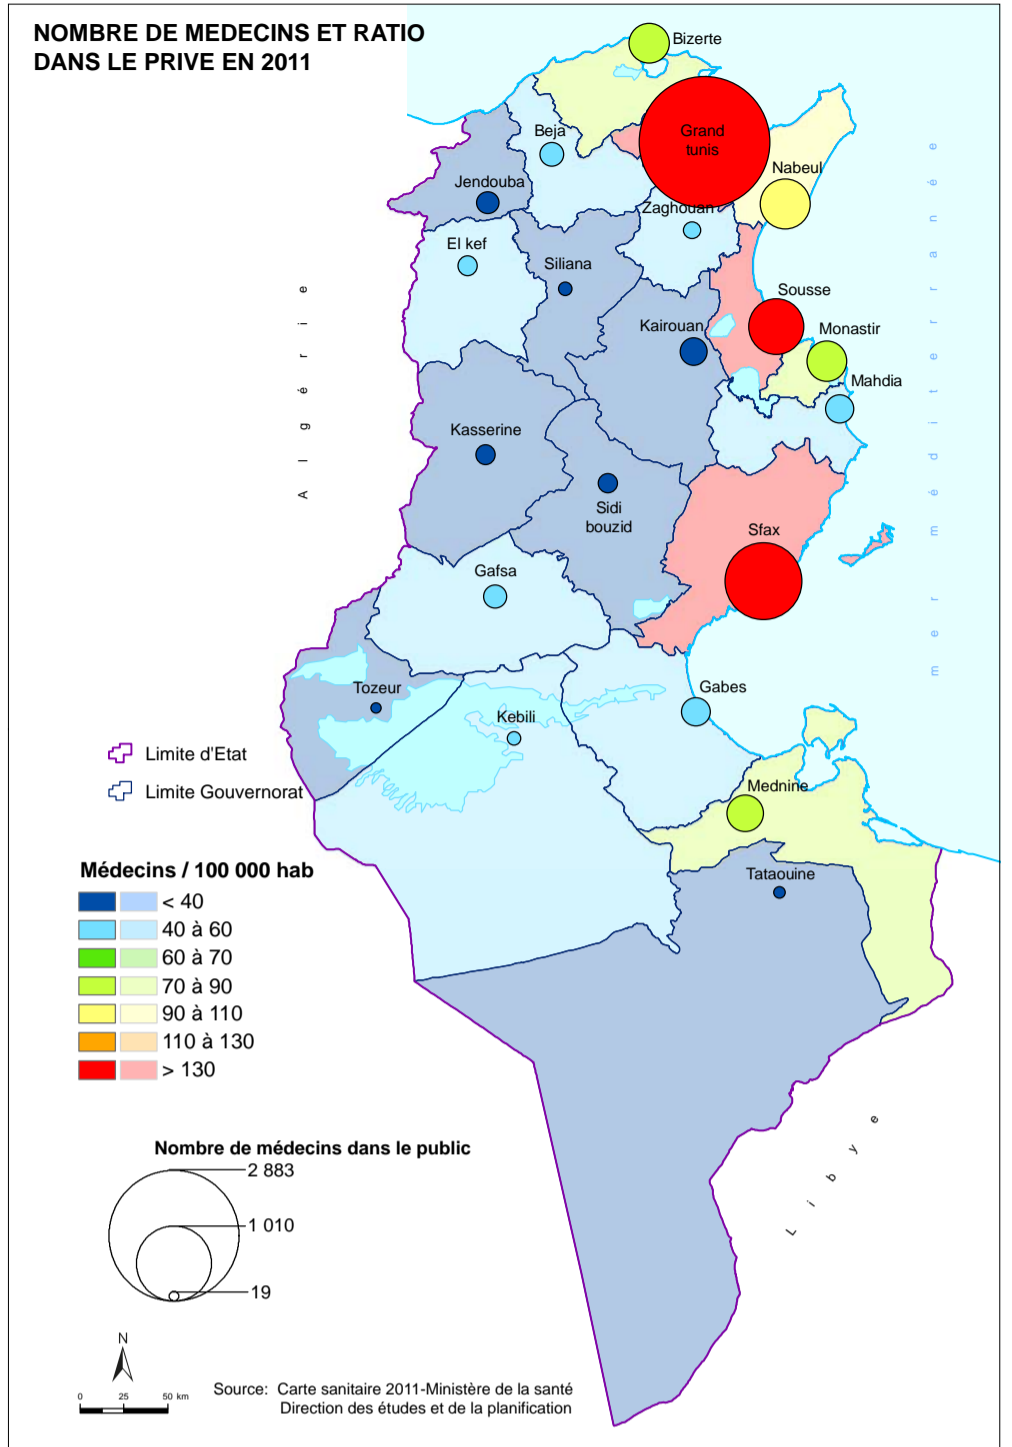 NOMBRE DE MEDECINS ET RATIO
DANS LE PRIVE EN 2011
Bizerte
Grand
tunis
Beja
Nabeul
Jendouba
Zaghouan
El kef
Siliana
Sousse
Kairouan
Monastir
Mahdia
Kasserine
Sidi
bouzid
Sfax
Gafsa
Tozeur
Kebili
Gabes
Mednine
Tataouine
Algérie
mer méditerranée
Libye
Limite d'Etat
Limite Gouvernorat
Médecins / 100 000 hab
< 40
40 à 60
60 à 70
70 à 90
90 à 110
110 à 130
> 130
Nombre de médecins dans le public
2 883
1 010
19
N
0 25 50 km
Source: Carte sanitaire 2011-Ministère de la santé
Direction des études et de la planification